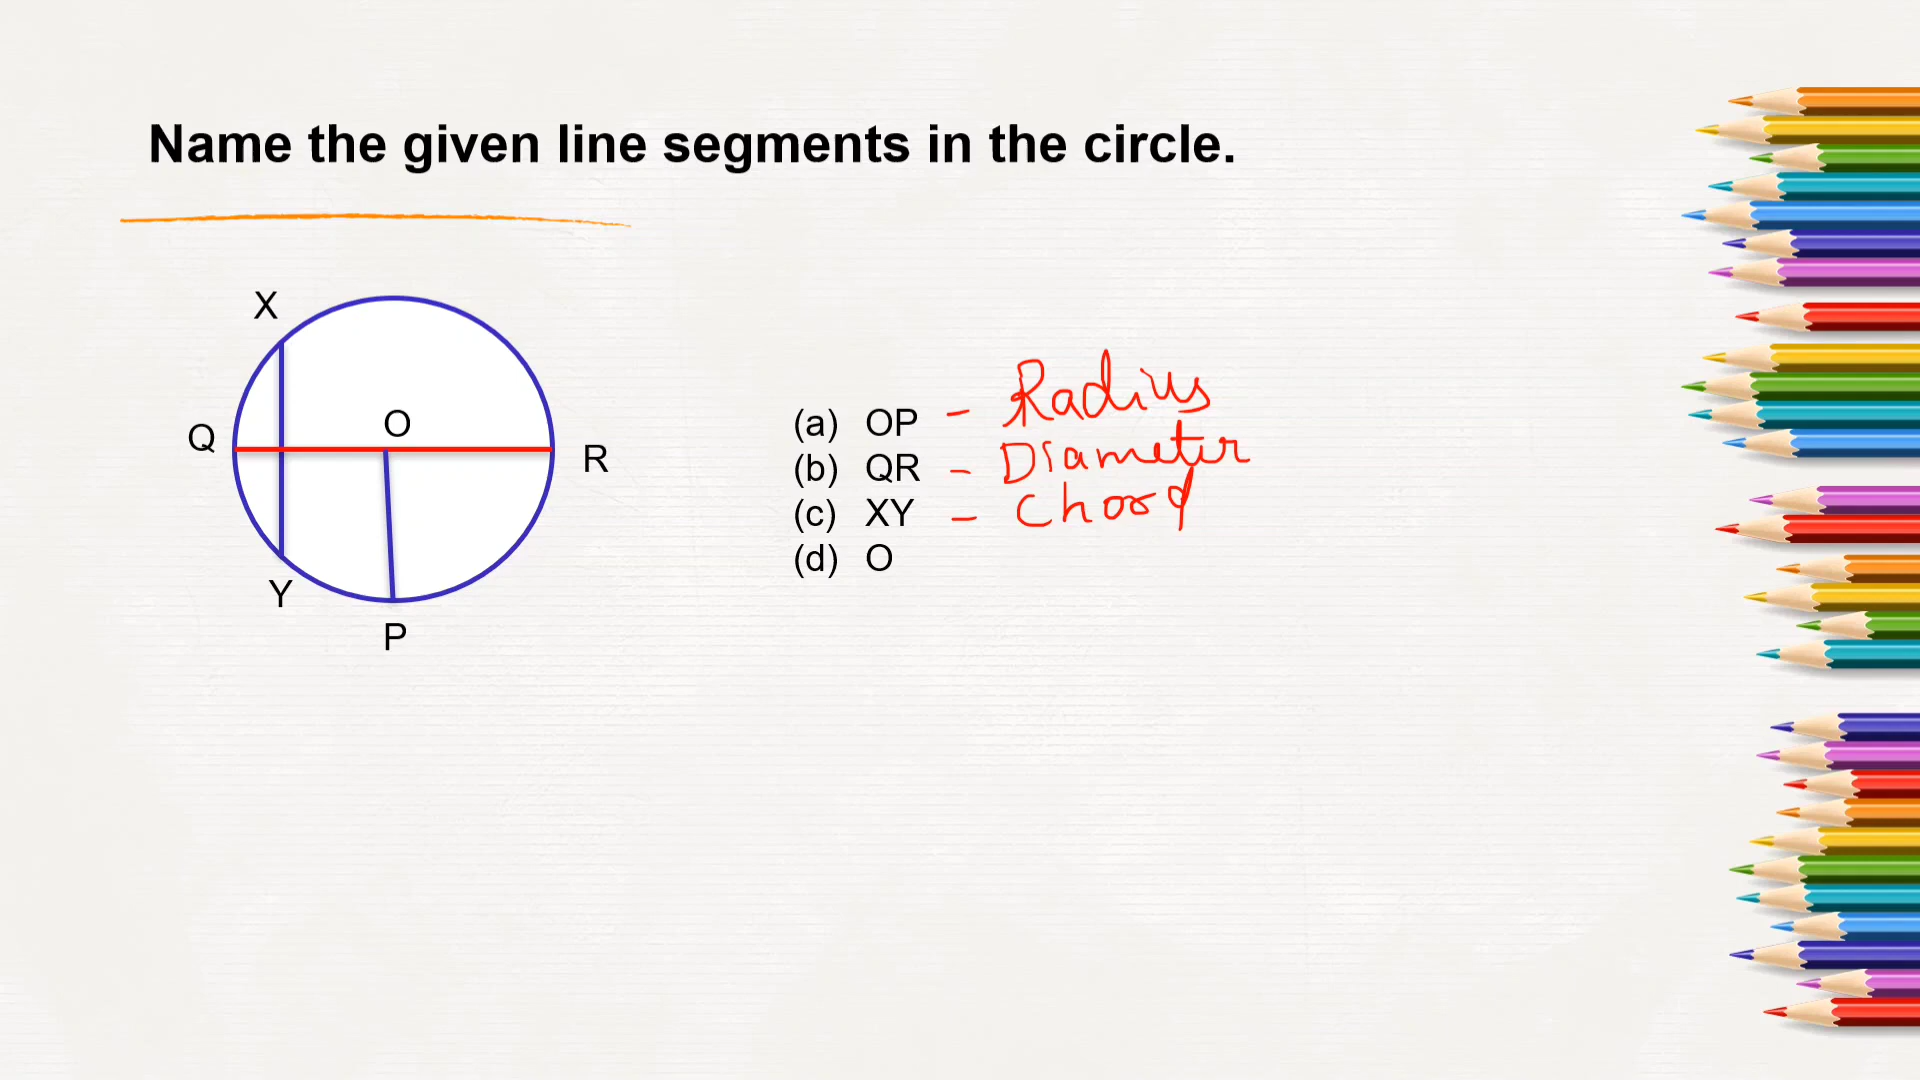 Name the given line segments in the circle.
X
Q
O
R
Y
P
(a) OP - Radius
(b) QR - Diameter
(c) XY - Chord
(d) O